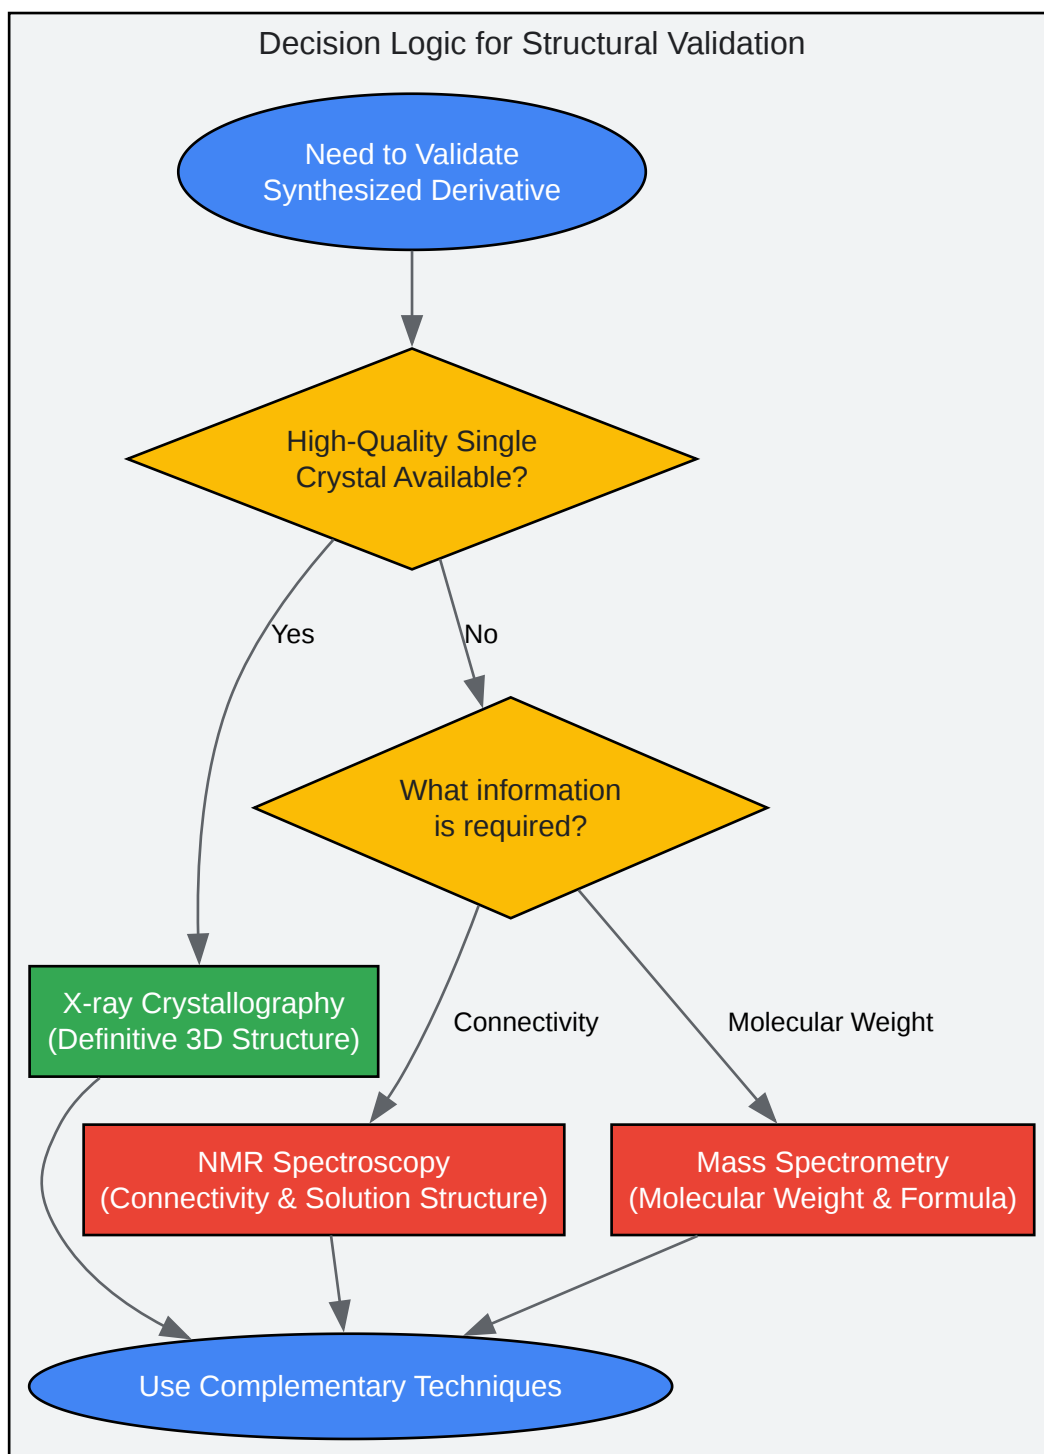 Decision Logic for Structural Validation
Need to Validate
Synthesized Derivative
High-Quality Single
Crystal Available?
Yes
No
What information
is required?
X-ray Crystallography
(Definitive 3D Structure)
Connectivity
Molecular Weight
NMR Spectroscopy
(Connectivity & Solution Structure)
Mass Spectrometry
(Molecular Weight & Formula)
Use Complementary Techniques